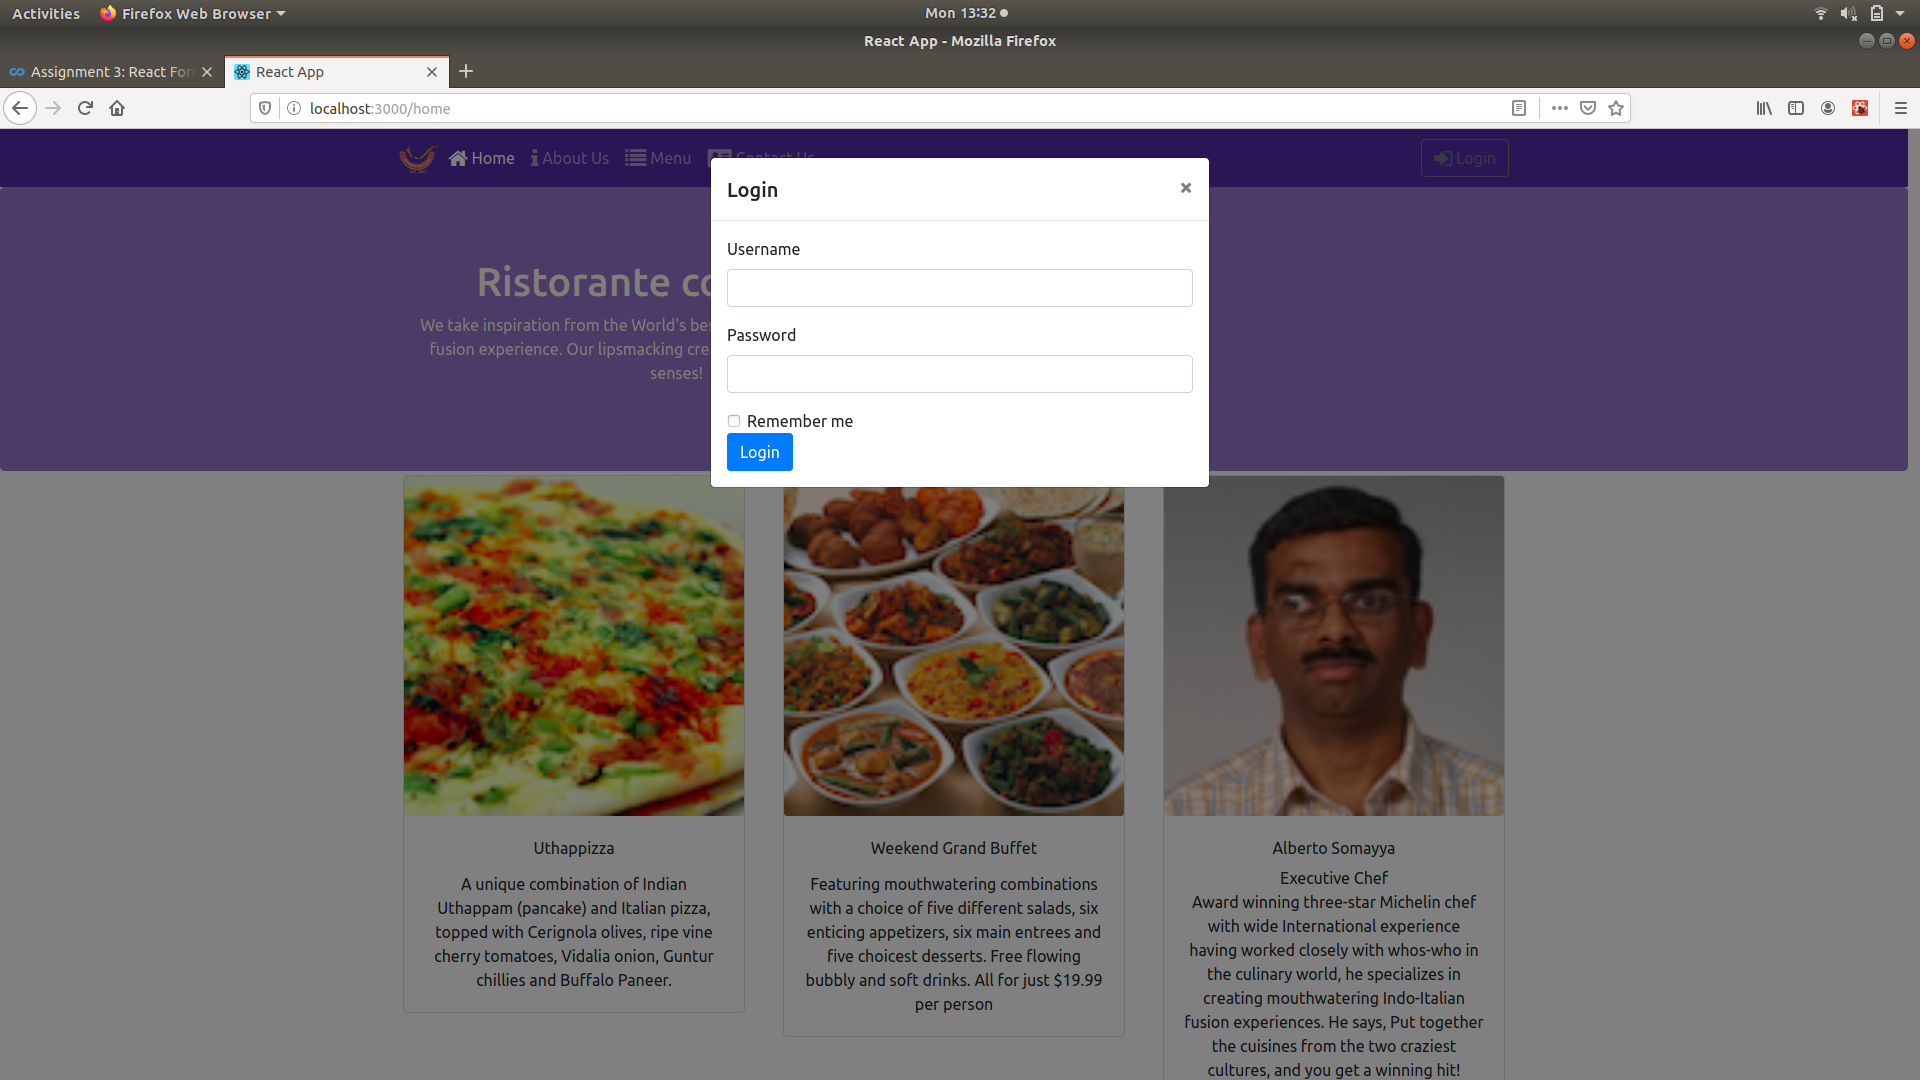 Activities
Firefox Web Browser
Mon 13:32
React App - Mozilla Firefox
Assignment 3: React For
React App
localhost:3000/home
Home
About Us
Menu
Contact Us
Login
Login
×
Ristorante co
We take inspiration from the World's bes
fusion experience. Our lipsmacking cre
senses!
Username
Password
Remember me
Login
Uthappizza
A unique combination of Indian
Uthappam (pancake) and Italian pizza,
topped with Cerignola olives, ripe vine
cherry tomatoes, Vidalia onion, Guntur
chillies and Buffalo Paneer.
Weekend Grand Buffet
Featuring mouthwatering combinations
with a choice of five different salads, six
enticing appetizers, six main entrees and
five choicest desserts. Free flowing
bubbly and soft drinks. All for just $19.99
per person
Alberto Somayya
Executive Chef
Award winning three-star Michelin chef
with wide International experience
having worked closely with whos-who in
the culinary world, he specializes in
creating mouthwatering Indo-Italian
fusion experiences. He says, Put together
the cuisines from the two craziest
cultures, and you get a winning hit!